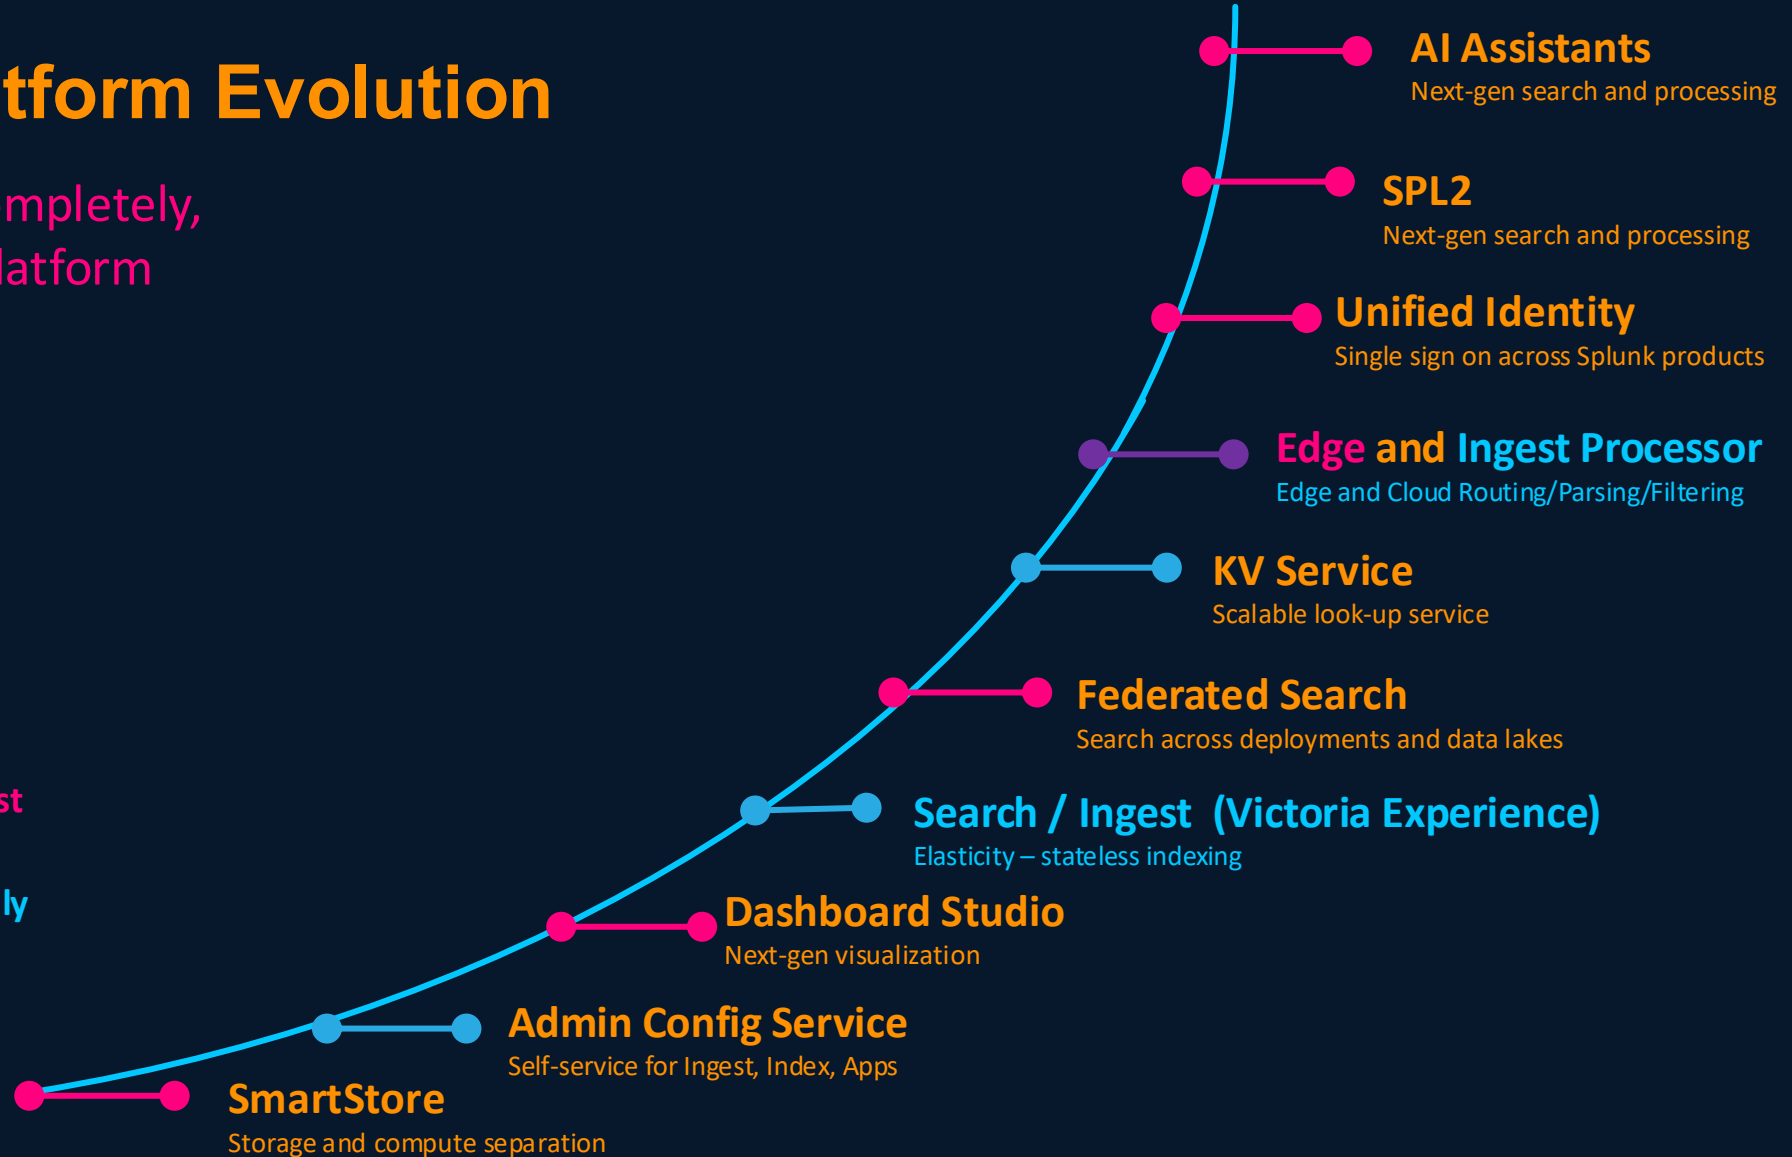 tform Evolution
mpletely,
latform
AI Assistants
Next-gen search and processing
SPL2
Next-gen search and processing
Unified Identity
Single sign on across Splunk products
Edge and Ingest Processor
Edge and Cloud Routing/Parsing/Filtering
KV Service
Scalable look-up service
Federated Search
Search across deployments and data lakes
st
Search / Ingest (Victoria Experience)
Elasticity – stateless indexing
ly
Dashboard Studio
Next-gen visualization
Admin Config Service
Self-service for Ingest, Index, Apps
SmartStore
Storage and compute separation